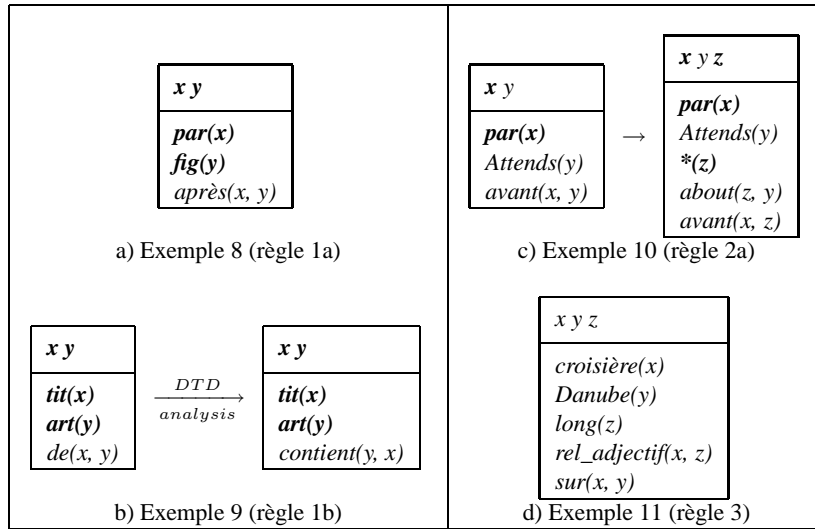 x y
par(x)
fig(y)
après(x, y)
a) Exemple 8 (règle 1a)
x y
tit(x)
art(y)
de(x, y)
DTD
analysis
x y
tit(x)
art(y)
contient(y, x)
b) Exemple 9 (règle 1b)
x y
par(x)
Attends(y)
avant(x, y)
→
x y z
par(x)
Attends(y)
*(z)
about(z, y)
avant(x, z)
c) Exemple 10 (règle 2a)
x y z
croisière(x)
Danube(y)
long(z)
rel_adjectif(x, z)
sur(x, y)
d) Exemple 11 (règle 3)